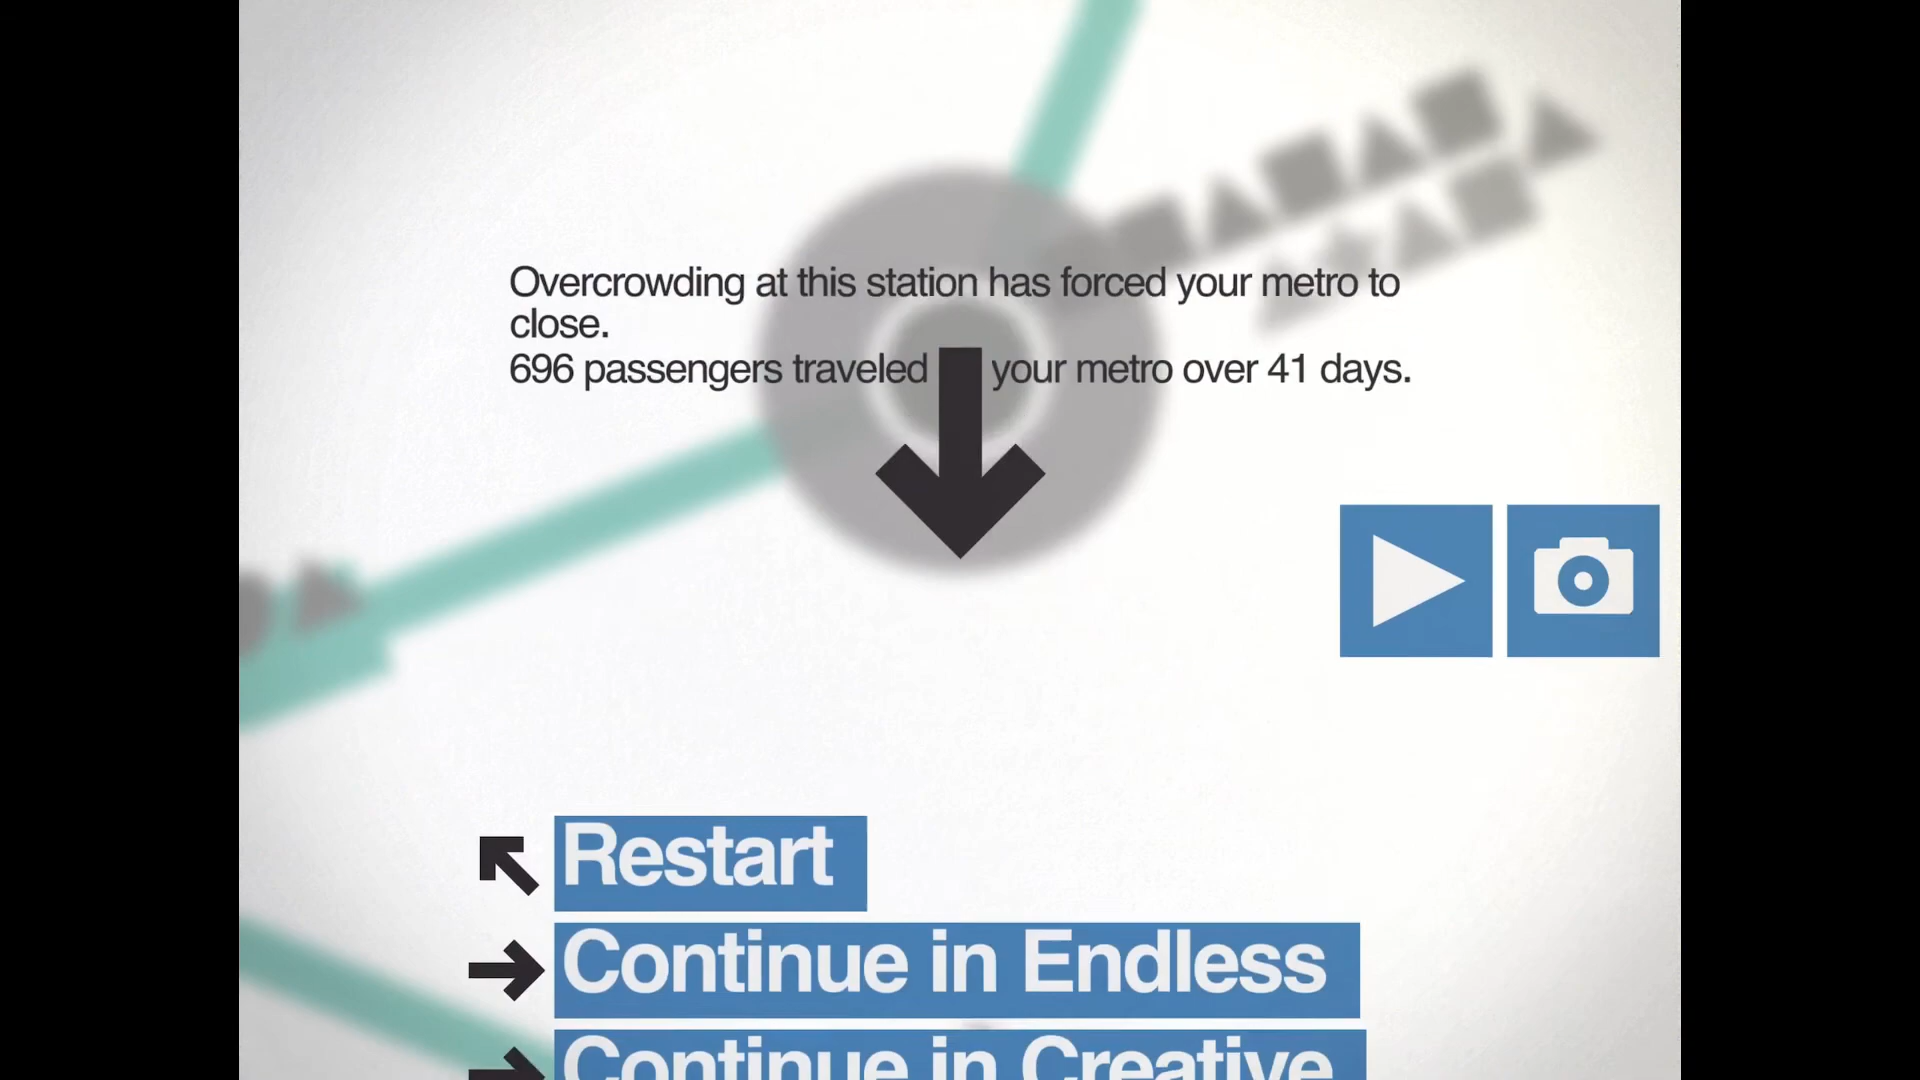 Overcrowding at this station has forced your metro to
close.
696 passengers traveled your metro over 41 days.
Restart
Continue in Endless
Continue in Creative